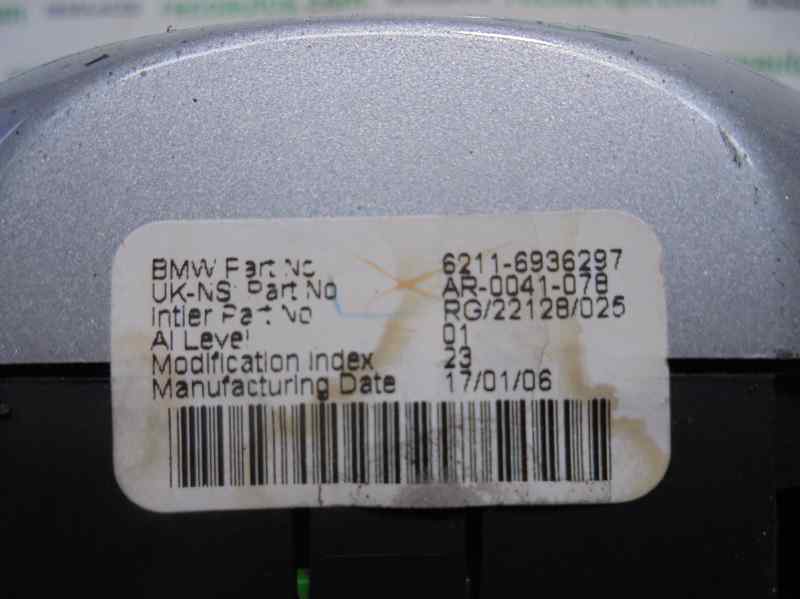 BMW Part No 6211-6936297
UK-NSI Part No AR-0041-078
Intier Part No RG/22128/025
AI Level 01
Modification Index 23
Manufacturing Date 17/01/06